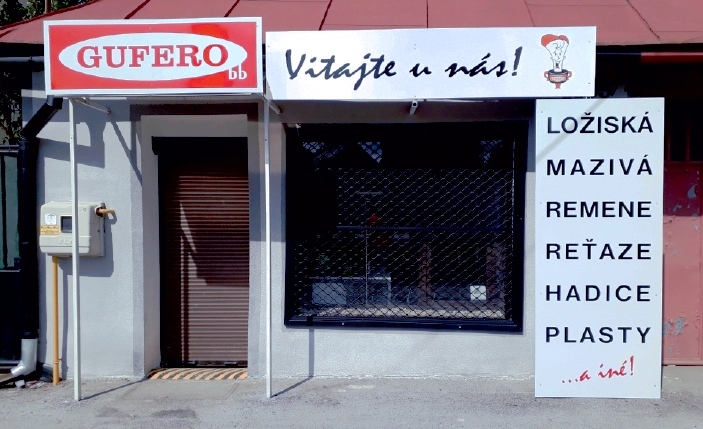 GUFERO
bb
Vitajte u nás!
LOŽISKÁ
MAZIVÁ
REMENE
REŤAZE
HADICE
PLASTY
...a iné!